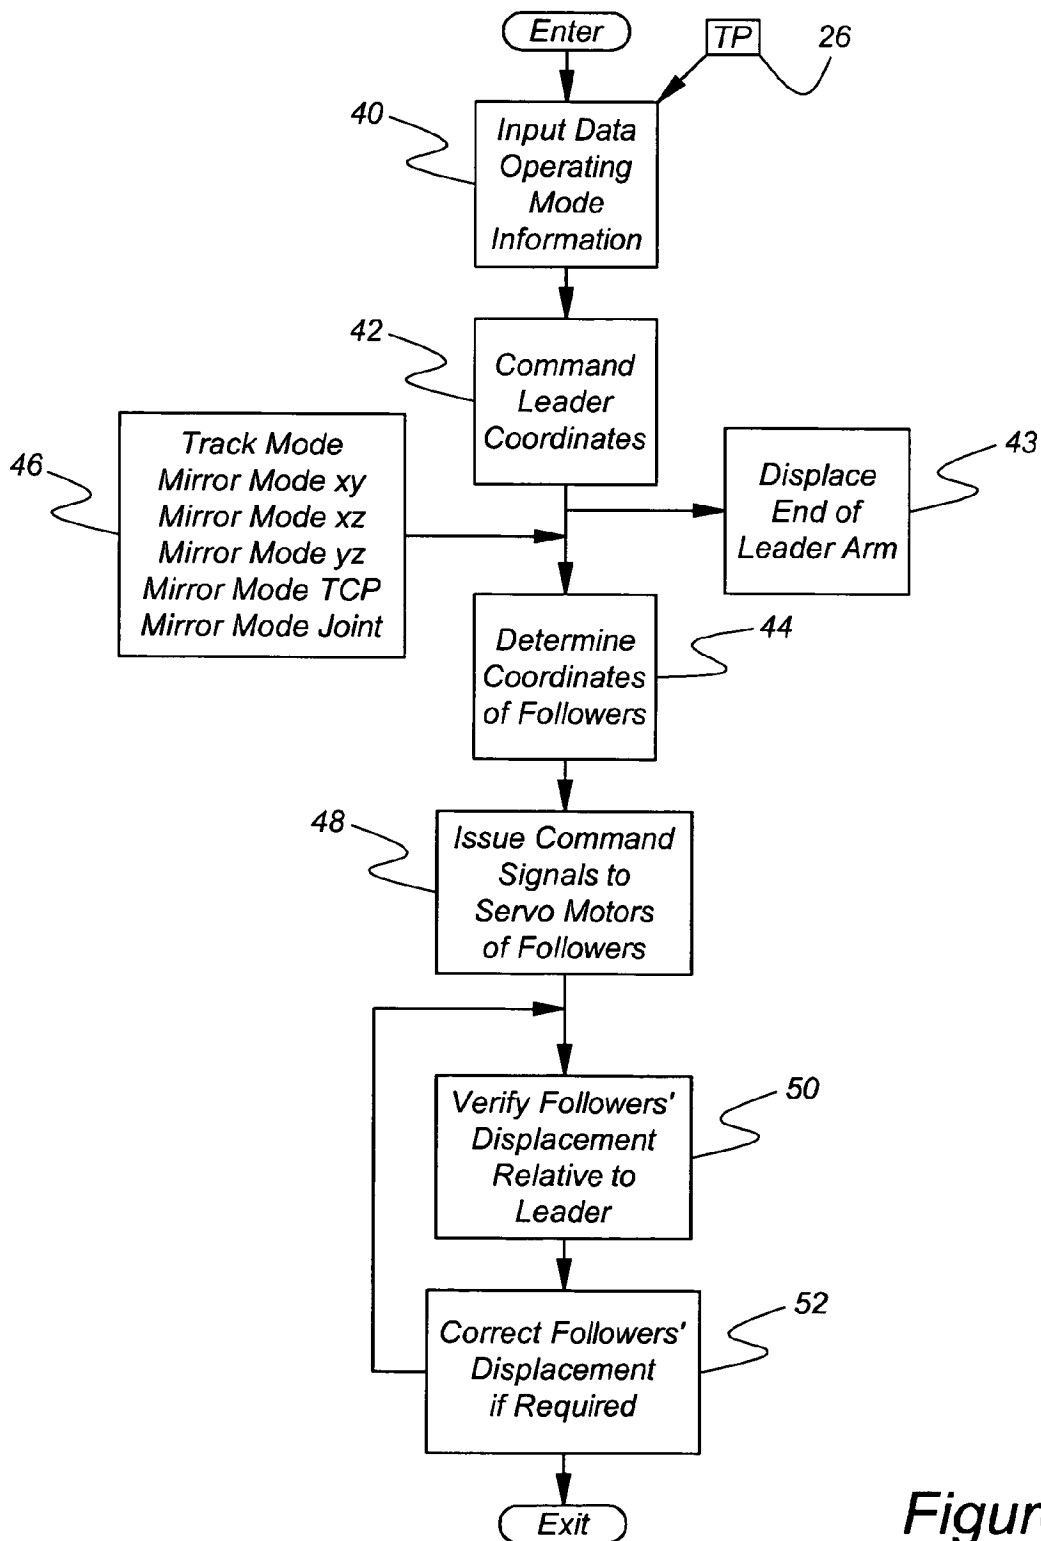 Enter
TP
26
40
Input Data
Operating
Mode
Information
42
Command
Leader
Coordinates
46
Track Mode
Mirror Mode xy
Mirror Mode xz
Mirror Mode yz
Mirror Mode TCP
Mirror Mode Joint
43
Displace
End of
Leader Arm
44
Determine
Coordinates
of Followers
48
Issue Command
Signals to
Servo Motors
of Followers
50
Verify Followers'
Displacement
Relative to
Leader
52
Correct Followers'
Displacement
if Required
Exit
Figur